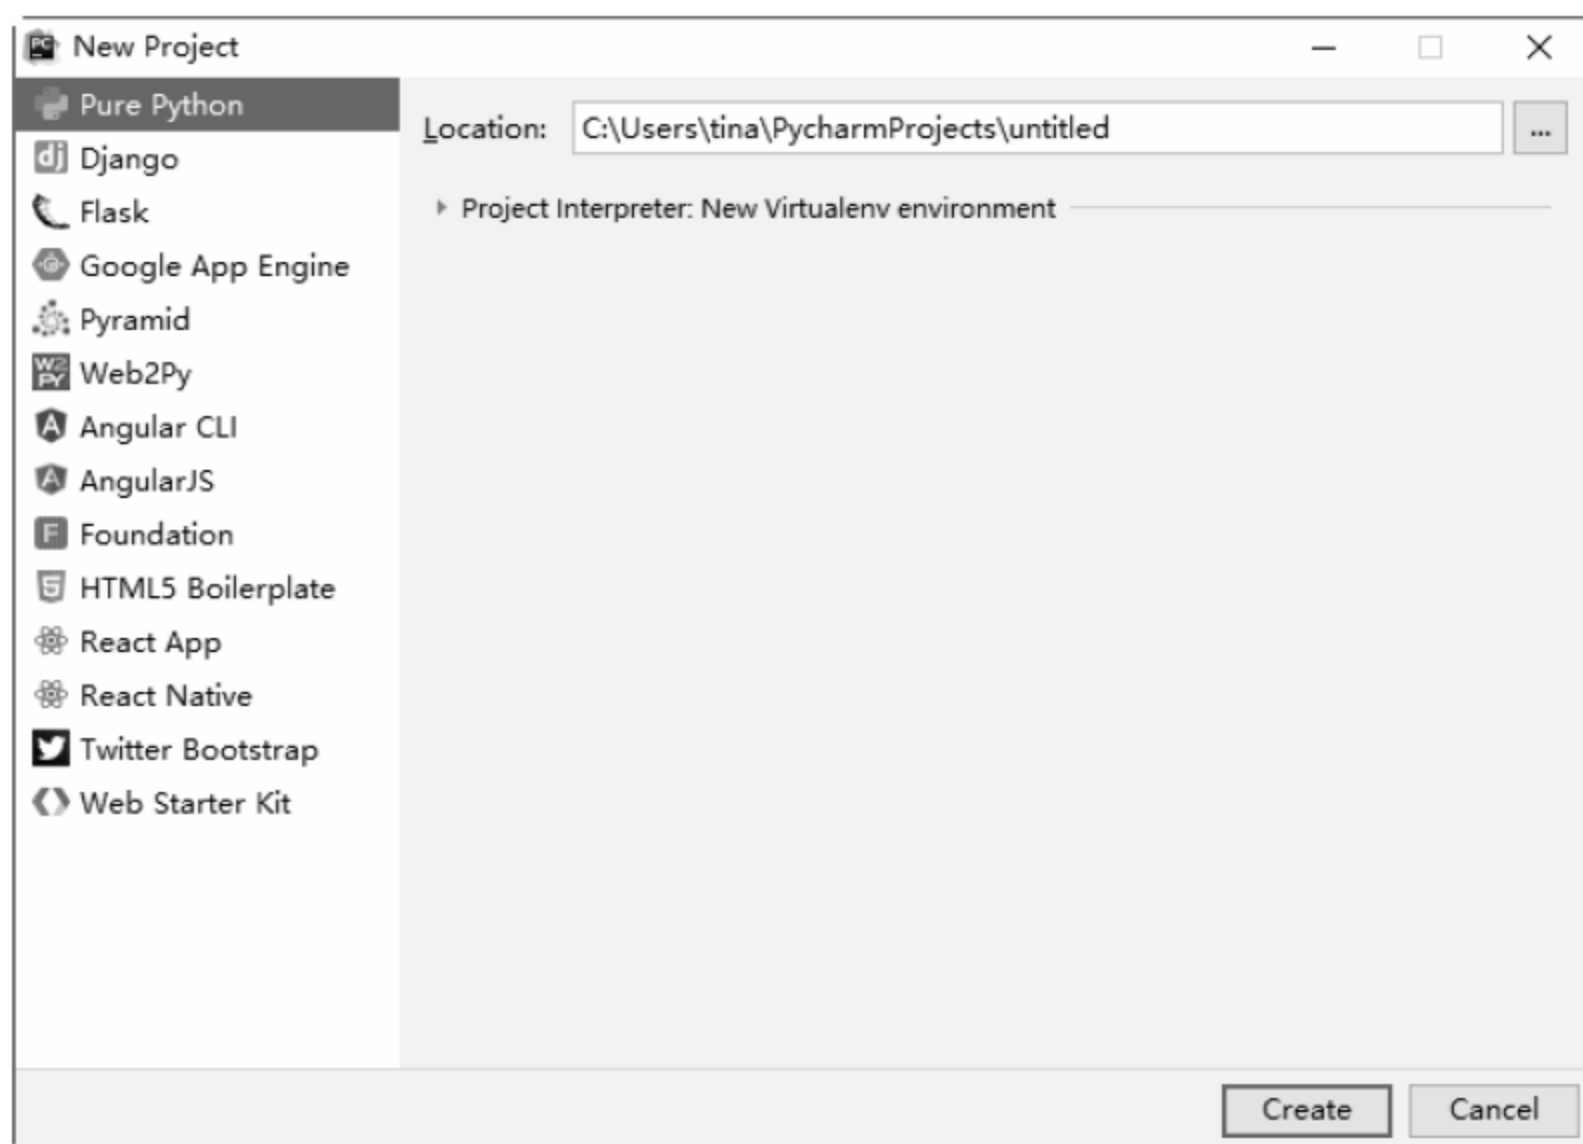 New Project
Pure Python
Django
Flask
Google App Engine
Pyramid
Web2Py
Angular CLI
AngularJS
Foundation
HTML5 Boilerplate
React App
React Native
Twitter Bootstrap
Web Starter Kit
Location: C:\Users\tina\PycharmProjects\untitled ...
Project Interpreter: New Virtualenv environment
Create Cancel